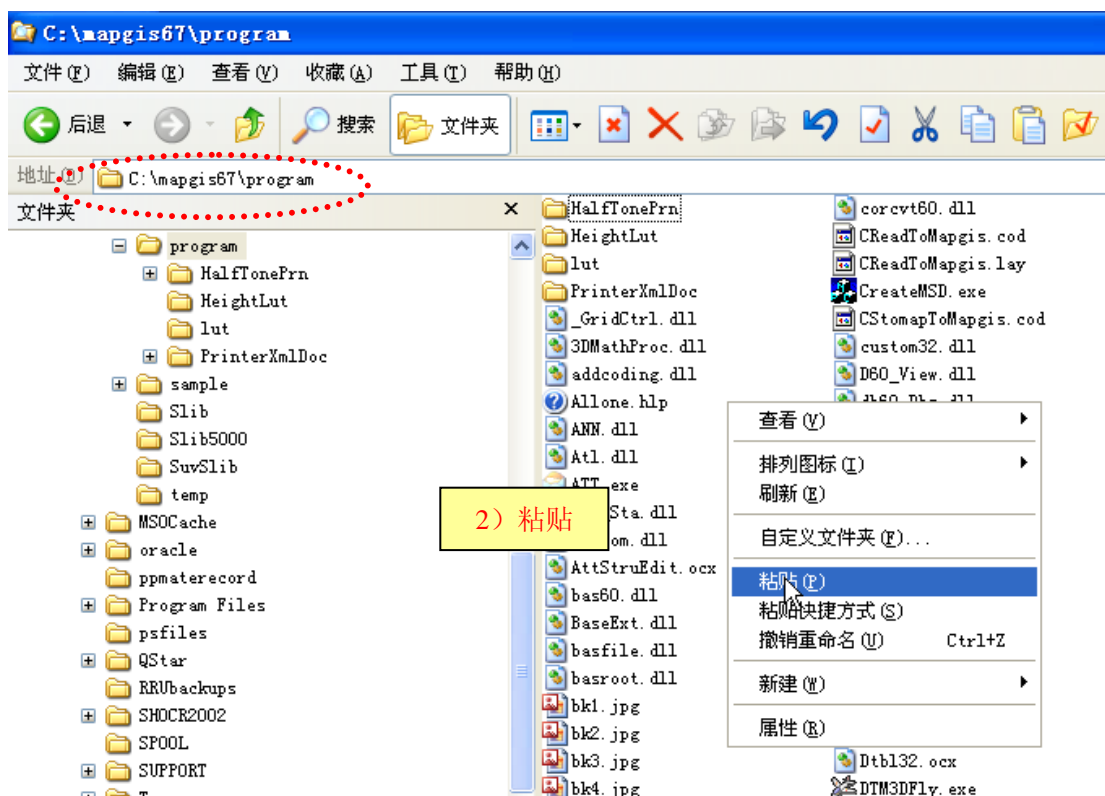 C:\mapgis67\program
文件(F) 编辑(E) 查看(V) 收藏(A) 工具(T) 帮助(H)
后退 搜索 文件夹
地址(D) C:\mapgis67\program
文件夹
program
HalfTonePrn
HeightLut
lut
PrinterXmlDoc
sample
Slib
Slib5000
SuvSlib
temp
MSOCache
oracle
ppmaterecord
Program Files
psfiles
QStar
RRUbackups
SHOCR2002
SPOOL
SUPPORT
HalfTonePrn
HeightLut
lut
PrinterXmlDoc
_GridCtrl.dll
3DMathProc.dll
addcoding.dll
Allone.hlp
ANN.dll
Atl.dll
ATT.exe
Sta.dll
om.dll
AttStruEdit.ocx
bas60.dll
BaseExt.dll
basfile.dll
basroot.dll
bk1.jpg
bk2.jpg
bk3.jpg
bk4.jpg
corcvt60.dll
CReadToMapgis.cod
CReadToMapgis.lay
CreateMSD.exe
CStomapToMapgis.cod
custom32.dll
D60_View.dll
Dtbl32.ocx
DTM3DFly.exe
2）粘贴
查看(V)
排列图标(I)
刷新(E)
自定义文件夹(F)...
粘贴(P)
粘贴快捷方式(S)
撤销重命名(U) Ctrl+Z
新建(W)
属性(R)